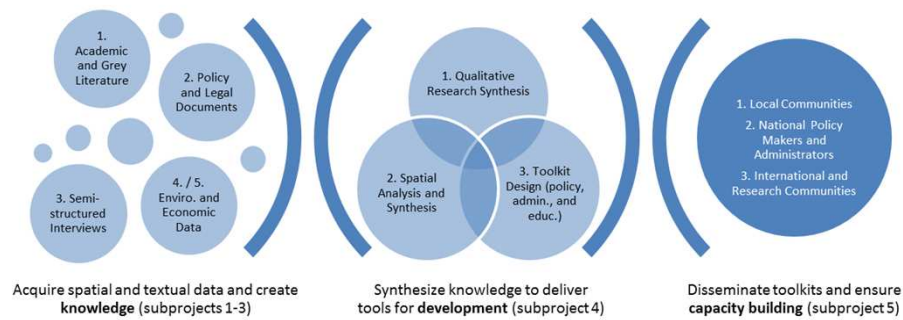 1.
Academic
and Grey
Literature
2. Policy
and Legal
Documents
3. Semi-
structured
Interviews
4. / 5.
Enviro. and
Economic
Data
Acquire spatial and textual data and create
knowledge (subprojects 1-3)
1. Qualitative
Research Synthesis
2. Spatial
Analysis and
Synthesis
3. Toolkit
Design (policy,
admin., and
educ.)
Synthesize knowledge to deliver
tools for development (subproject 4)
1. Local Communities
2. National Policy
Makers and
Administrators
3. International and
Research Communities
Disseminate toolkits and ensure
capacity building (subproject 5)